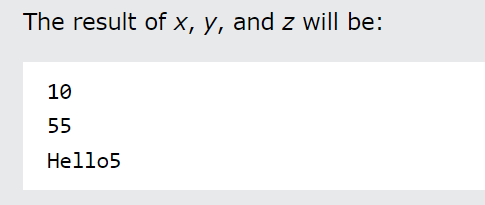 The result of x, y, and z will be:
10
55
Hello5